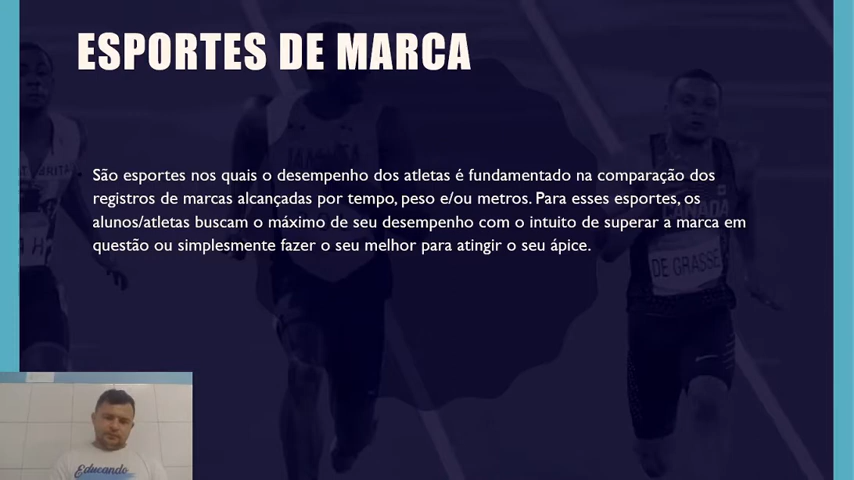 ESPORTES DE MARCA
São esportes nos quais o desempenho dos atletas é fundamentado na comparação dos
registros de marcas alcançadas por tempo, peso e/ou metros. Para esses esportes, os
alunos/atletas buscam o máximo de seu desempenho com o intuito de superar a marca em
questão ou simplesmente fazer o seu melhor para atingir o seu ápice.
CANADA
DE GRASSE
Educando